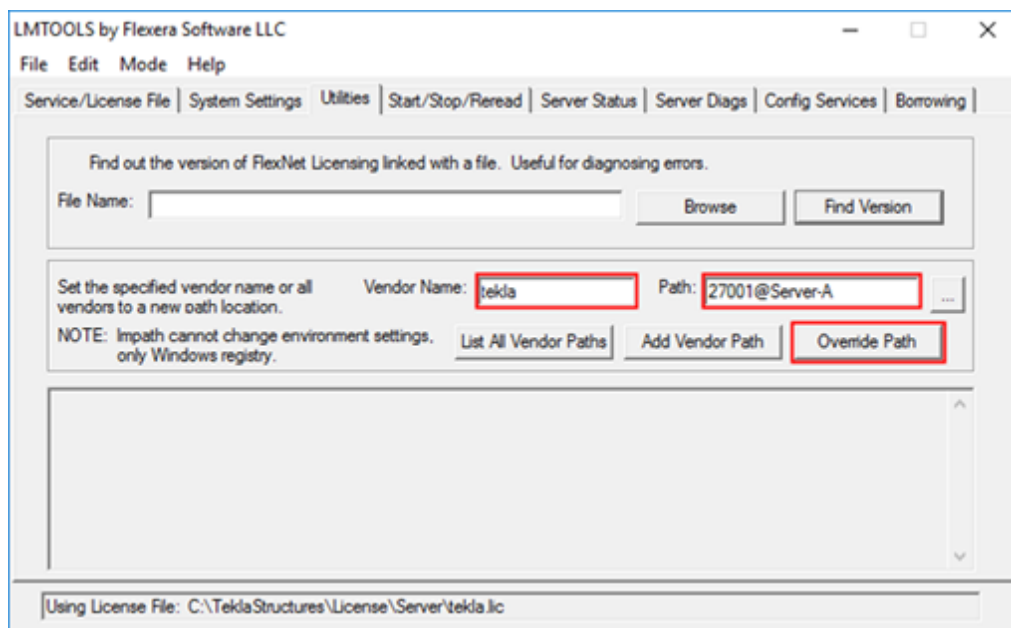 LMTOOLS by Flexera Software LLC
File Edit Mode Help
Service/License File System Settings Utilities Start/Stop/Reread Server Status Server Diags Config Services Borrowing
Find out the version of FlexNet Licensing linked with a file. Useful for diagnosing errors.
File Name: Browse Find Version
Set the specified vendor name or all Vendor Name: tekla Path: 27001@Server-A ...
vendors to a new path location.
NOTE: lmpath cannot change environment settings, List All Vendor Paths Add Vendor Path Override Path
only Windows registry.
Using License File: C:\TeklaStructures\License\Server\tekla.lic